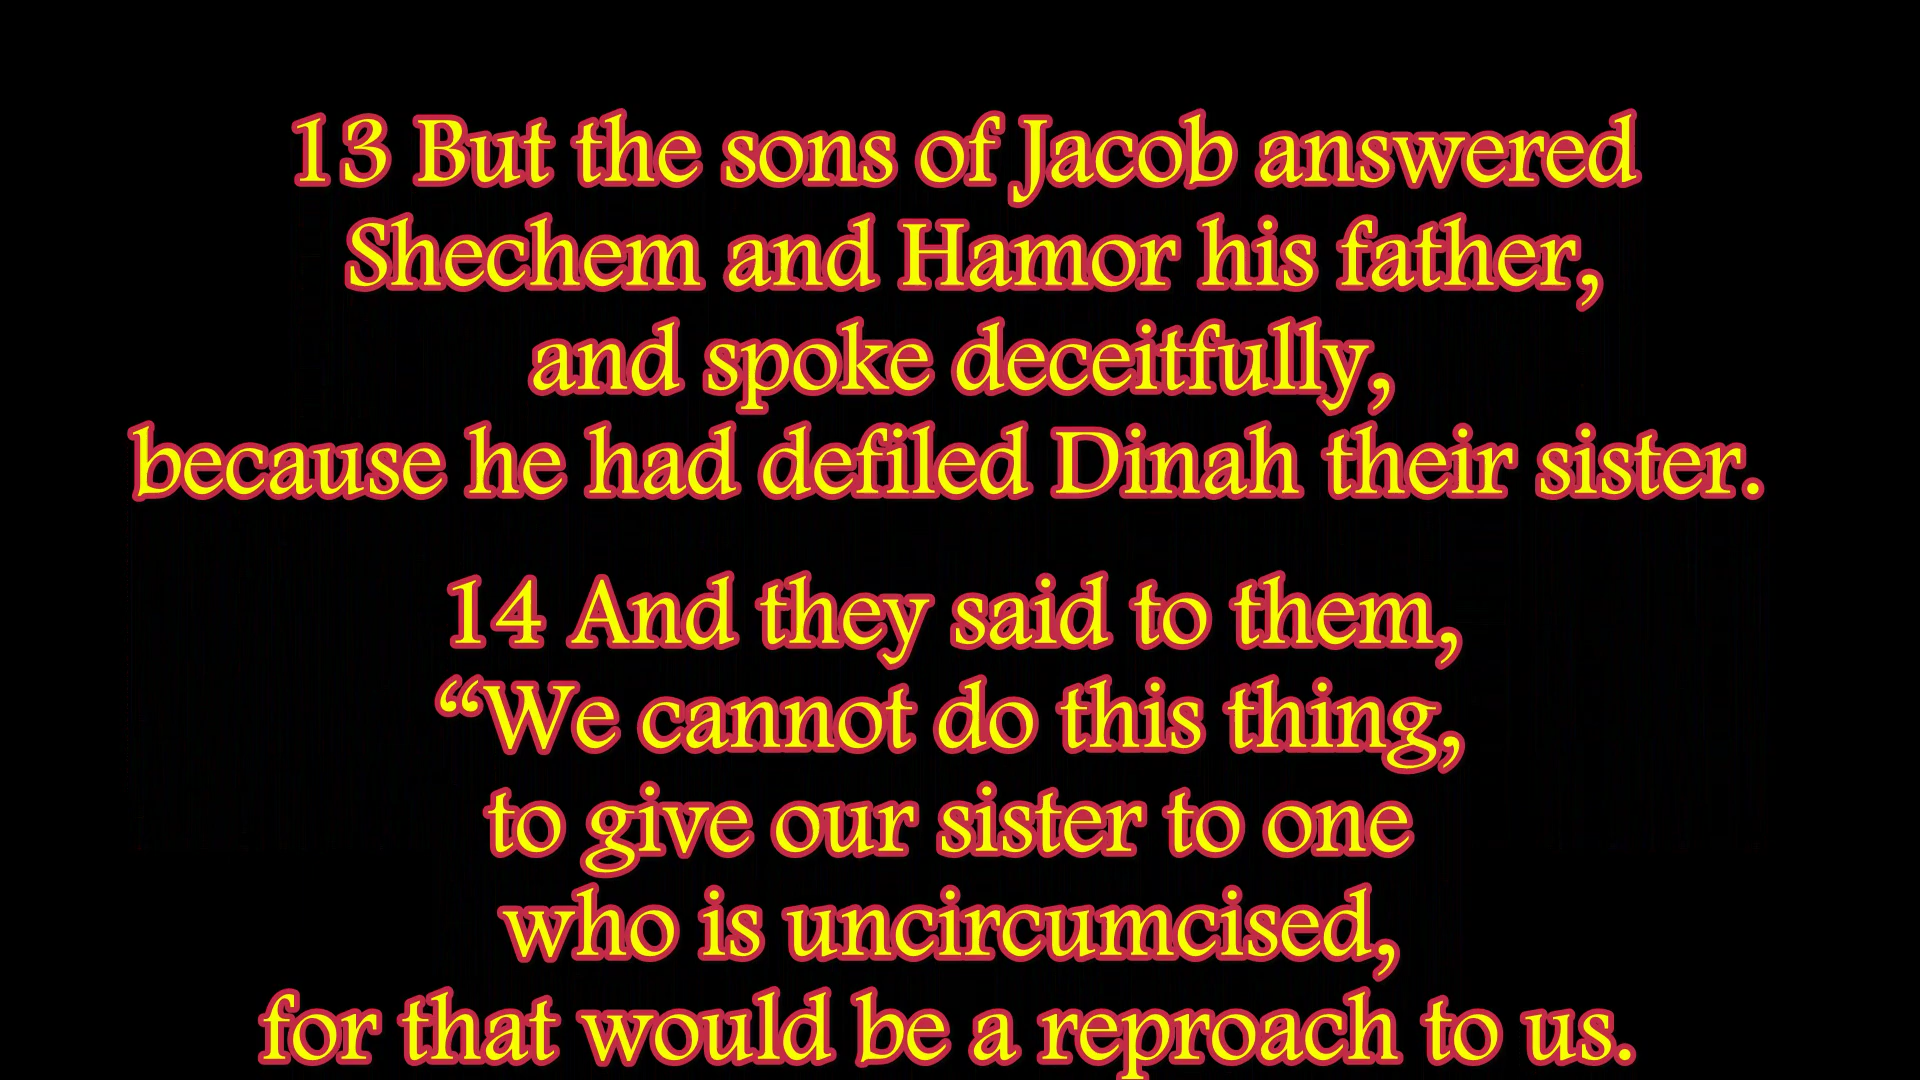 13 But the sons of Jacob answered
Shechem and Hamor his father,
and spoke deceitfully,
because he had defiled Dinah their sister.
14 And they said to them,
“We cannot do this thing,
to give our sister to one
who is uncircumcised,
for that would be a reproach to us.